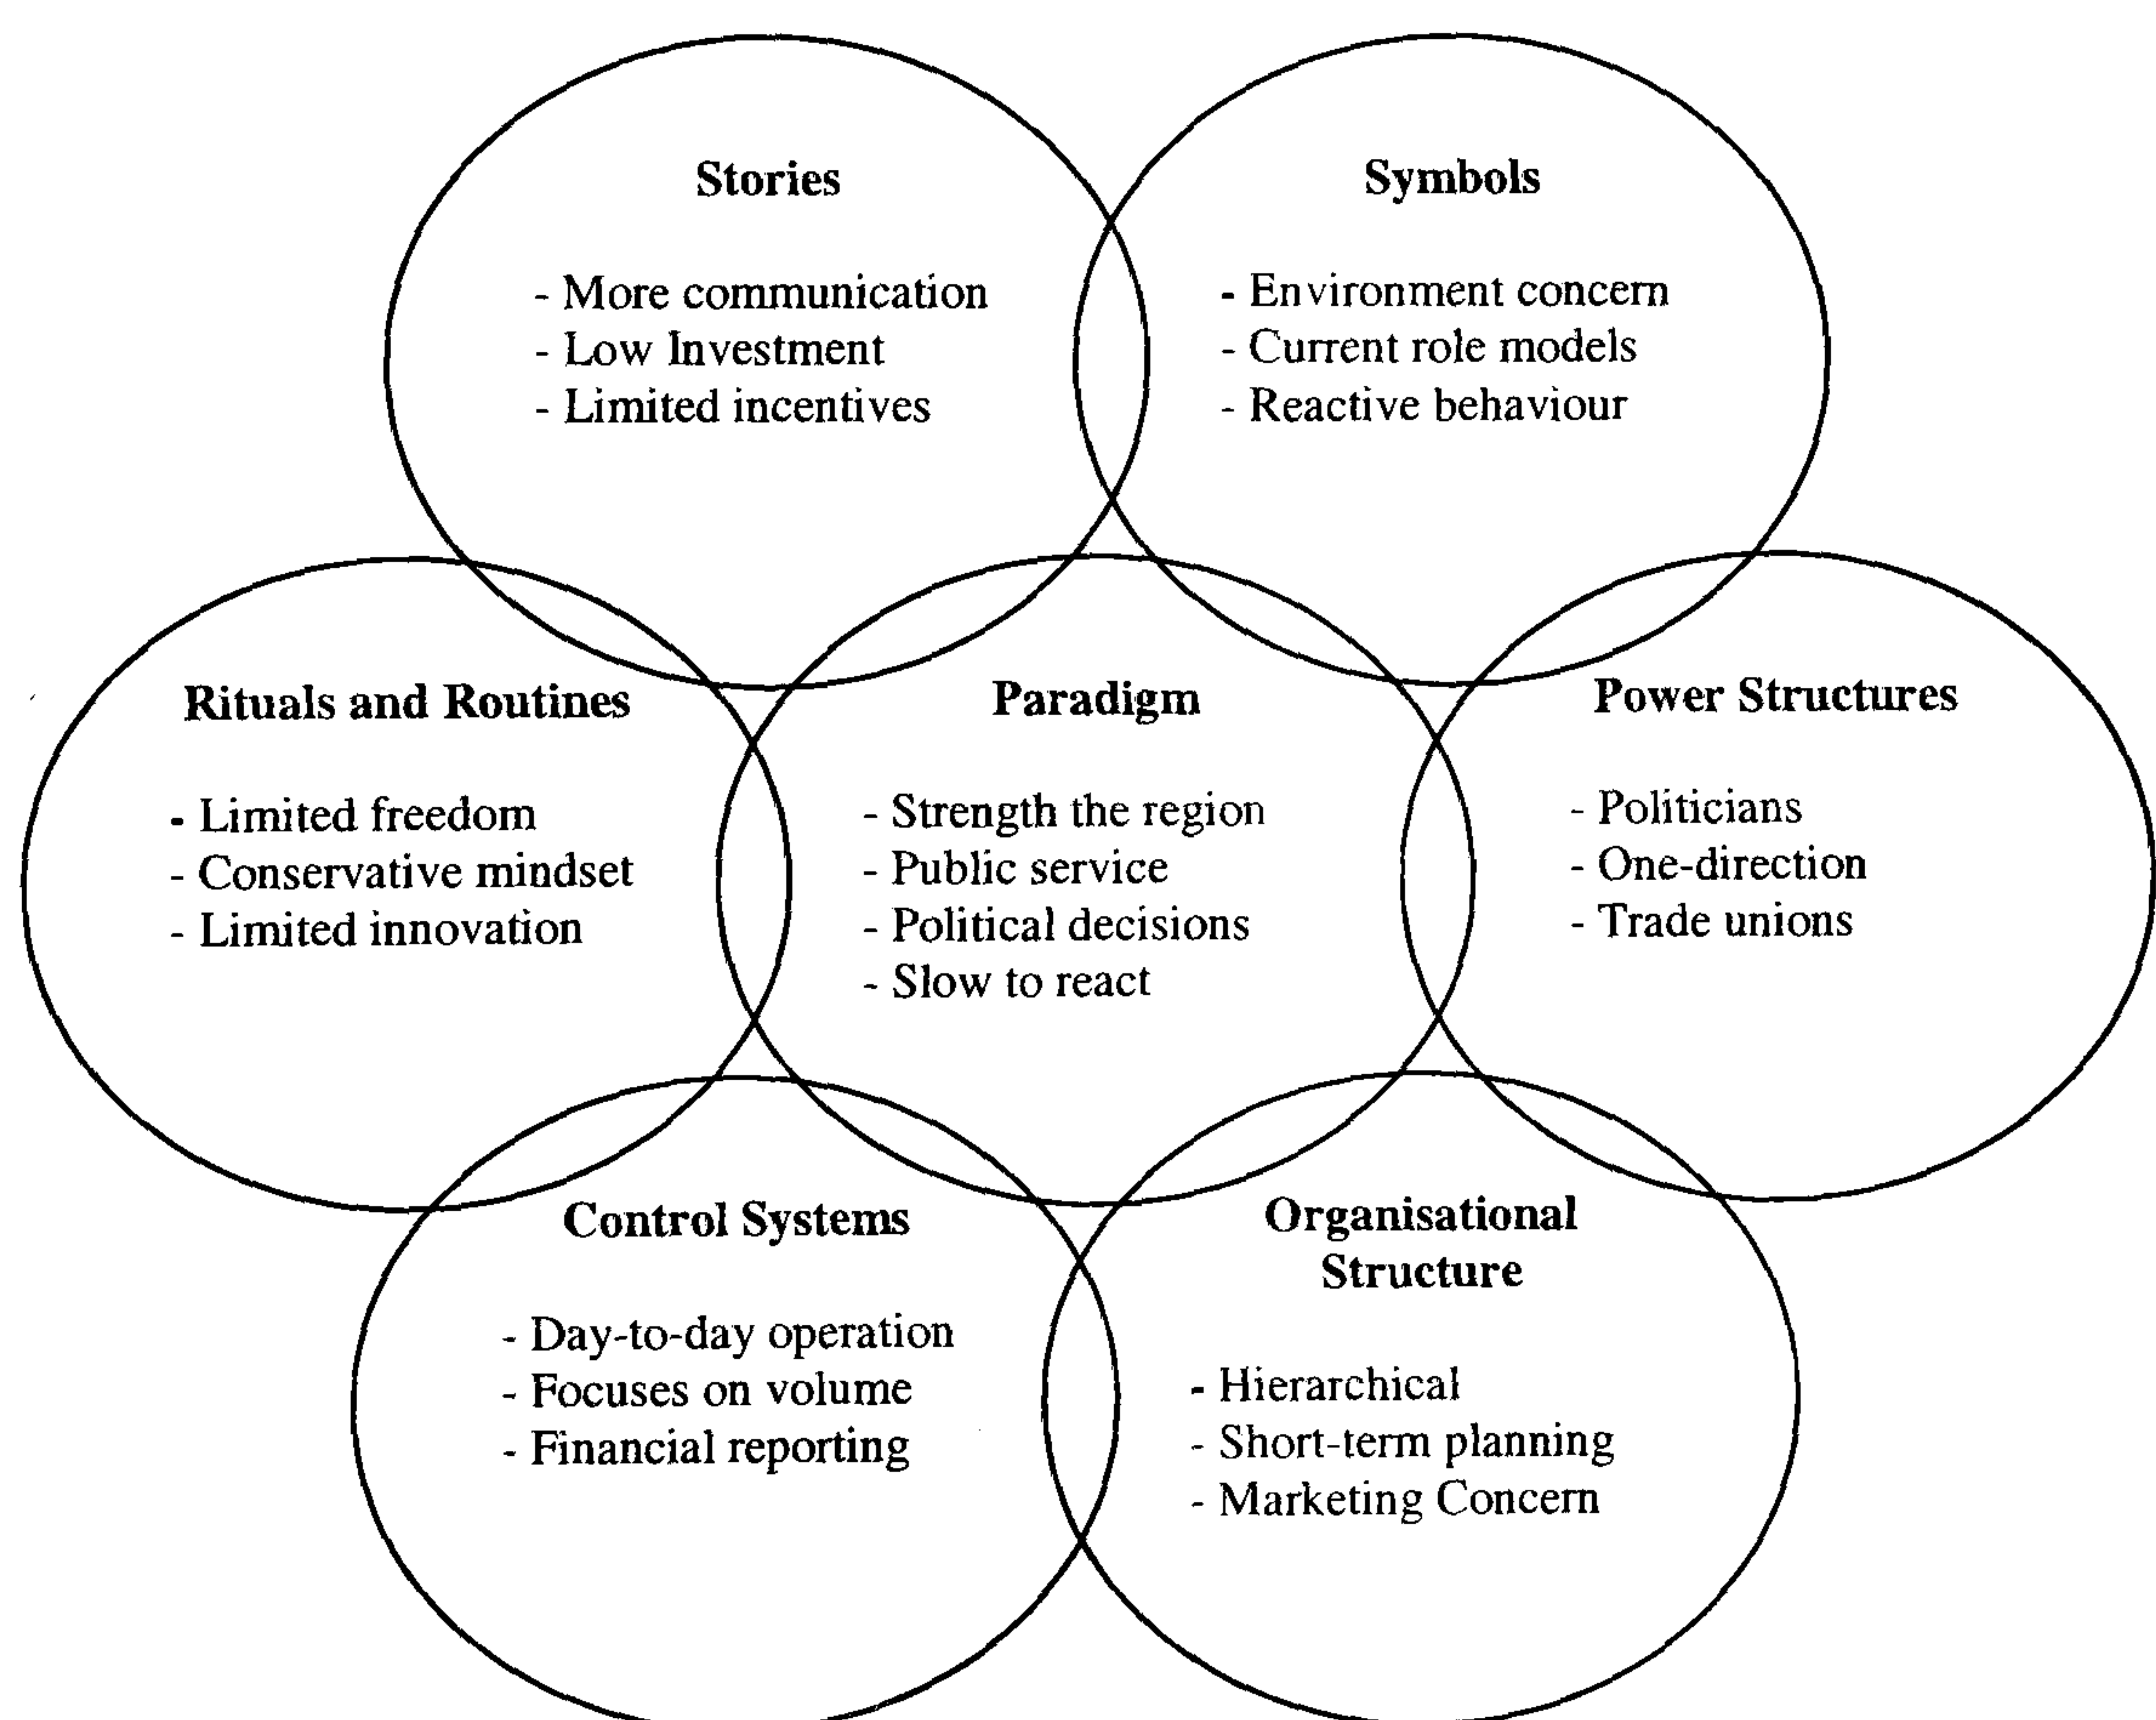 Stories
- More communication
- Low Investment
- Limited incentives
Symbols
- Environment concern
- Current role models
- Reactive behaviour
Rituals and Routines
- Limited freedom
- Conservative mindset
- Limited innovation
Paradigm
- Strength the region
- Public service
- Political decisions
- Slow to react
Power Structures
- Politicians
- One-direction
- Trade unions
Control Systems
- Day-to-day operation
- Focuses on volume
- Financial reporting
Organisational
Structure
- Hierarchical
- Short-term planning
- Marketing Concern